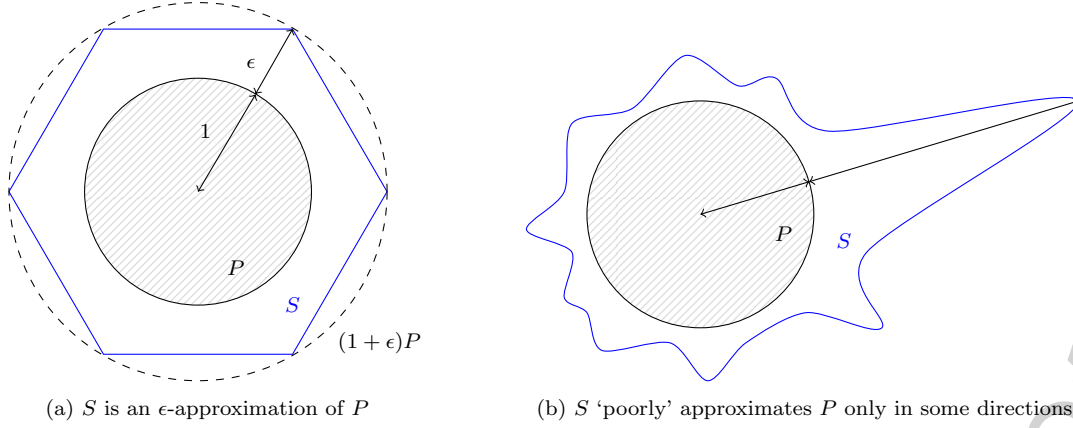 ϵ
1
P
S
(1 + ϵ)P
P
S
(a) S is an ϵ-approximation of P
(b) S ‘poorly’ approximates P only in some directions